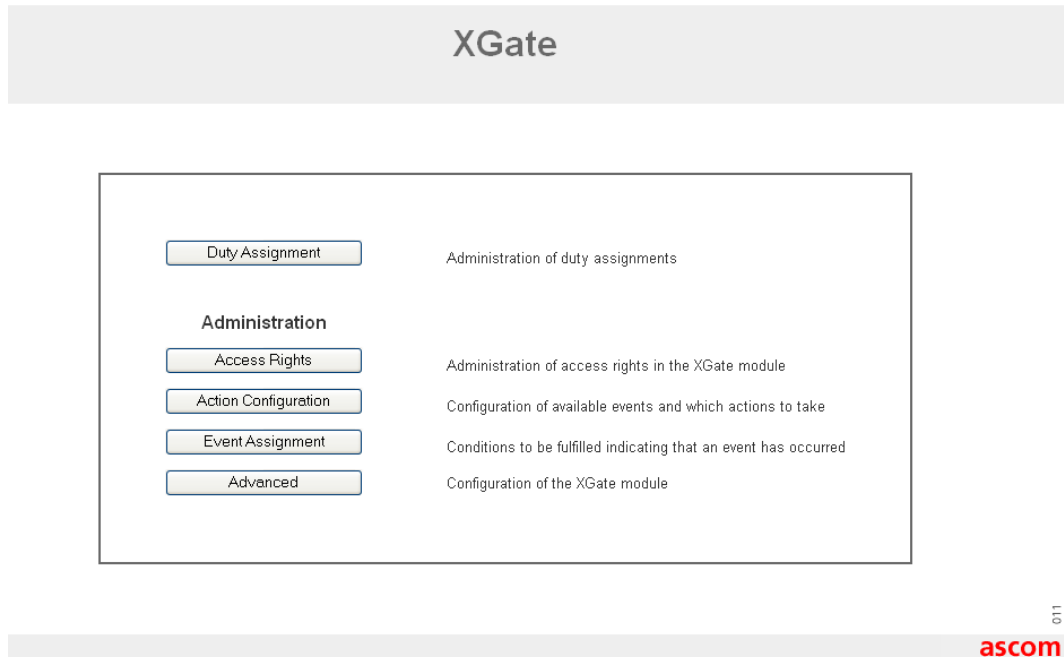 XGate
Duty Assignment Administration of duty assignments
Administration
Access Rights Administration of access rights in the XGate module
Action Configuration Configuration of available events and which actions to take
Event Assignment Conditions to be fulfilled indicating that an event has occurred
Advanced Configuration of the XGate module
011
ascom